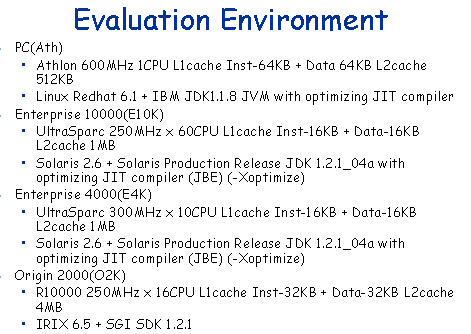 Evaluation Environment
PC(Ath)
Athlon 600MHz 1CPU L1cache Inst-64KB + Data 64KB L2cache
512KB
Linux Redhat 6.1 + IBM JDK1.1.8 JVM with optimizing JIT compiler
Enterprise 10000(E10K)
UltraSparc 250MHz x 60CPU L1cache Inst-16KB + Data-16KB
L2cache 1MB
Solaris 2.6 + Solaris Production Release JDK 1.2.1_04a with
optimizing JIT compiler (JBE) (-Xoptimize)
Enterprise 4000(E4K)
UltraSparc 300MHz x 10CPU L1cache Inst-16KB + Data-16KB
L2cache 1MB
Solaris 2.6 + Solaris Production Release JDK 1.2.1_04a with
optimizing JIT compiler (JBE) (-Xoptimize)
Origin 2000(O2K)
R10000 250MHz x 16CPU L1cache Inst-32KB + Data-32KB L2cache
4MB
IRIX 6.5 + SGI SDK 1.2.1